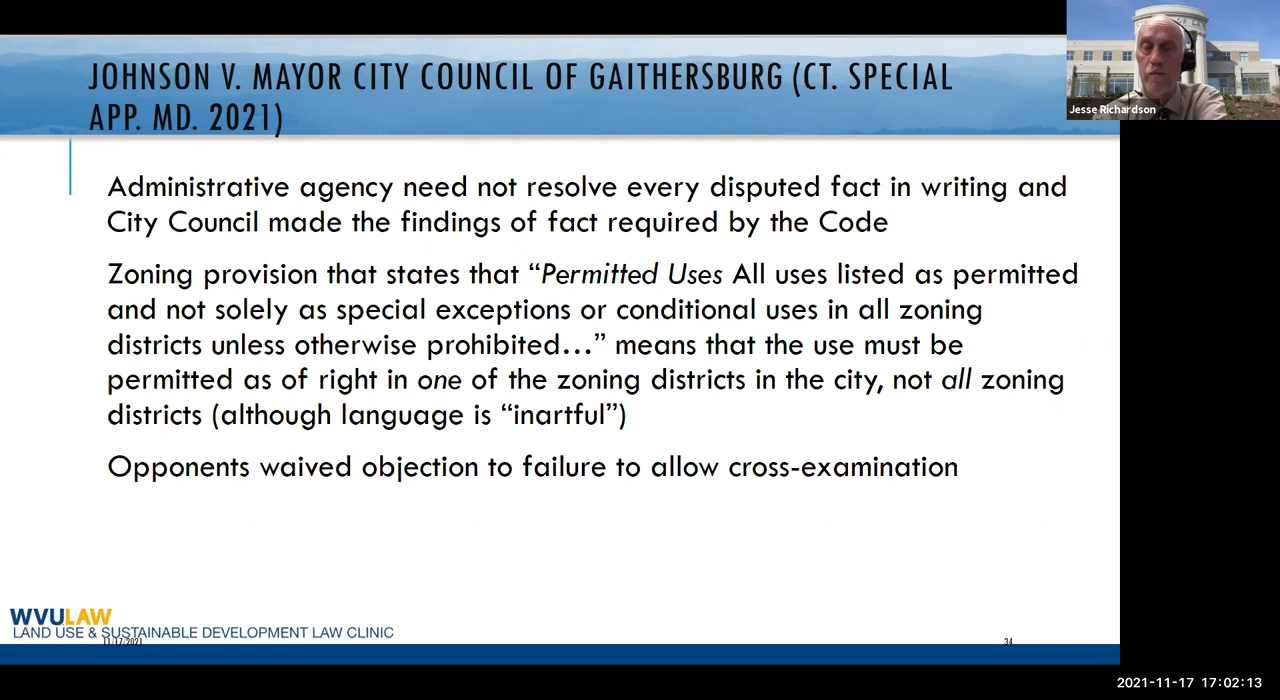 JOHNSON V. MAYOR CITY COUNCIL OF GAITHERSBURG (CT. SPECIAL
APP. MD. 2021)
Jesse Richardson
Administrative agency need not resolve every disputed fact in writing and
City Council made the findings of fact required by the Code
Zoning provision that states that “Permitted Uses All uses listed as permitted
and not solely as special exceptions or conditional uses in all zoning
districts unless otherwise prohibited…” means that the use must be
permitted as of right in one of the zoning districts in the city, not all zoning
districts (although language is “inartful”)
Opponents waived objection to failure to allow cross-examination
WVULAW
LAND USE & SUSTAINABLE DEVELOPMENT LAW CLINIC
11/17/2021
34
2021-11-17 17:02:13